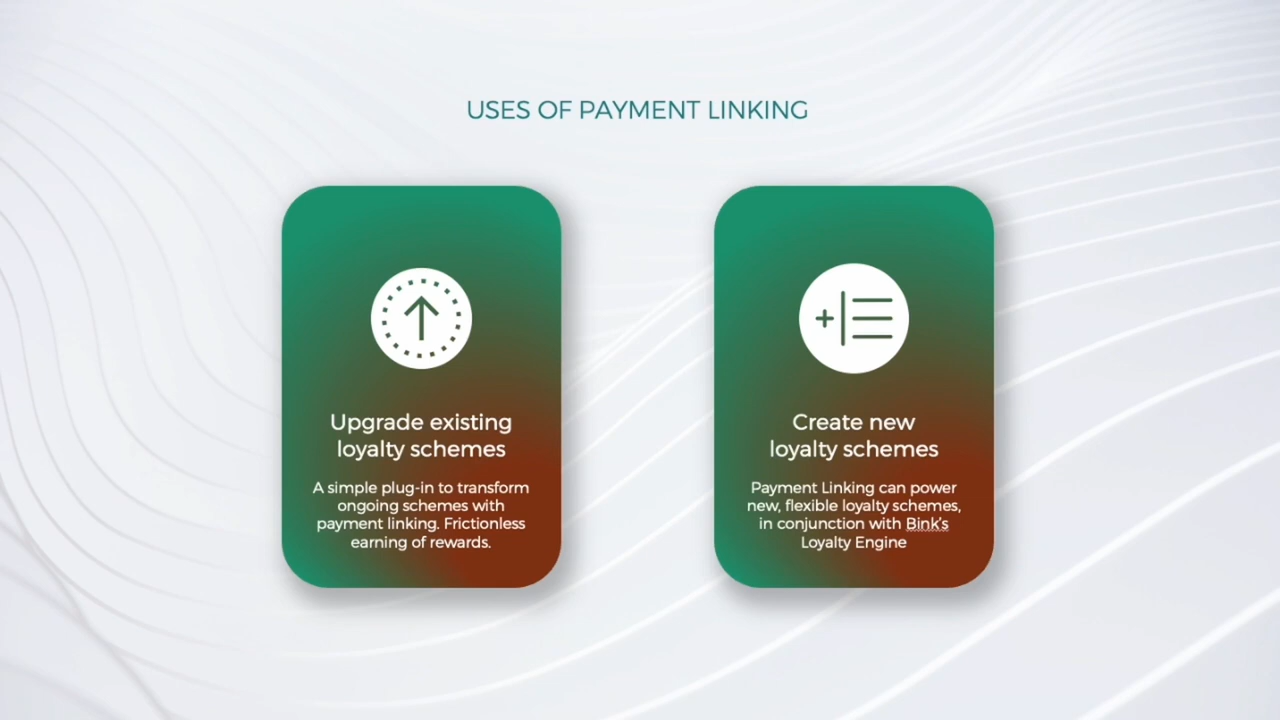 USES OF PAYMENT LINKING
Upgrade existing
loyalty schemes
A simple plug-in to transform
ongoing schemes with
payment linking. Frictionless
earning of rewards.
Create new
loyalty schemes
Payment Linking can power
new, flexible loyalty schemes,
in conjunction with Bink's
Loyalty Engine